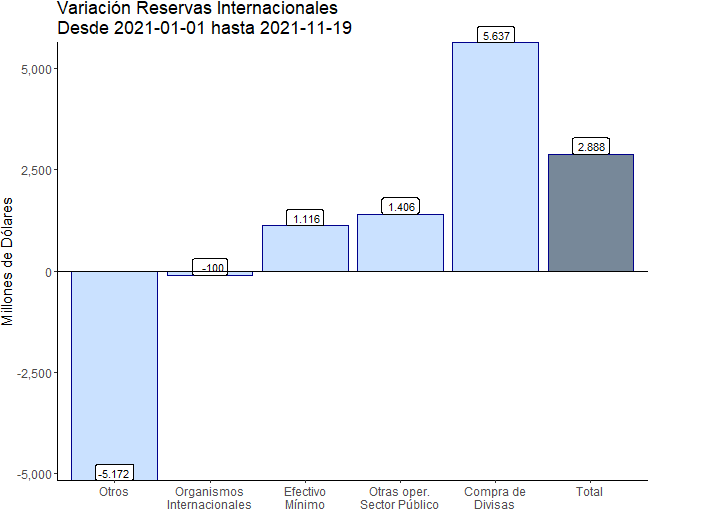 Variación Reservas Internacionales
Desde 2021-01-01 hasta 2021-11-19
Millones de Dólares
5,000
2,500
0
-2,500
-5,000
-5.172
-100
1.116
1.406
5.637
2.888
Otros
Organismos
Internacionales
Efectivo
Mínimo
Otras oper.
Sector Público
Compra de
Divisas
Total